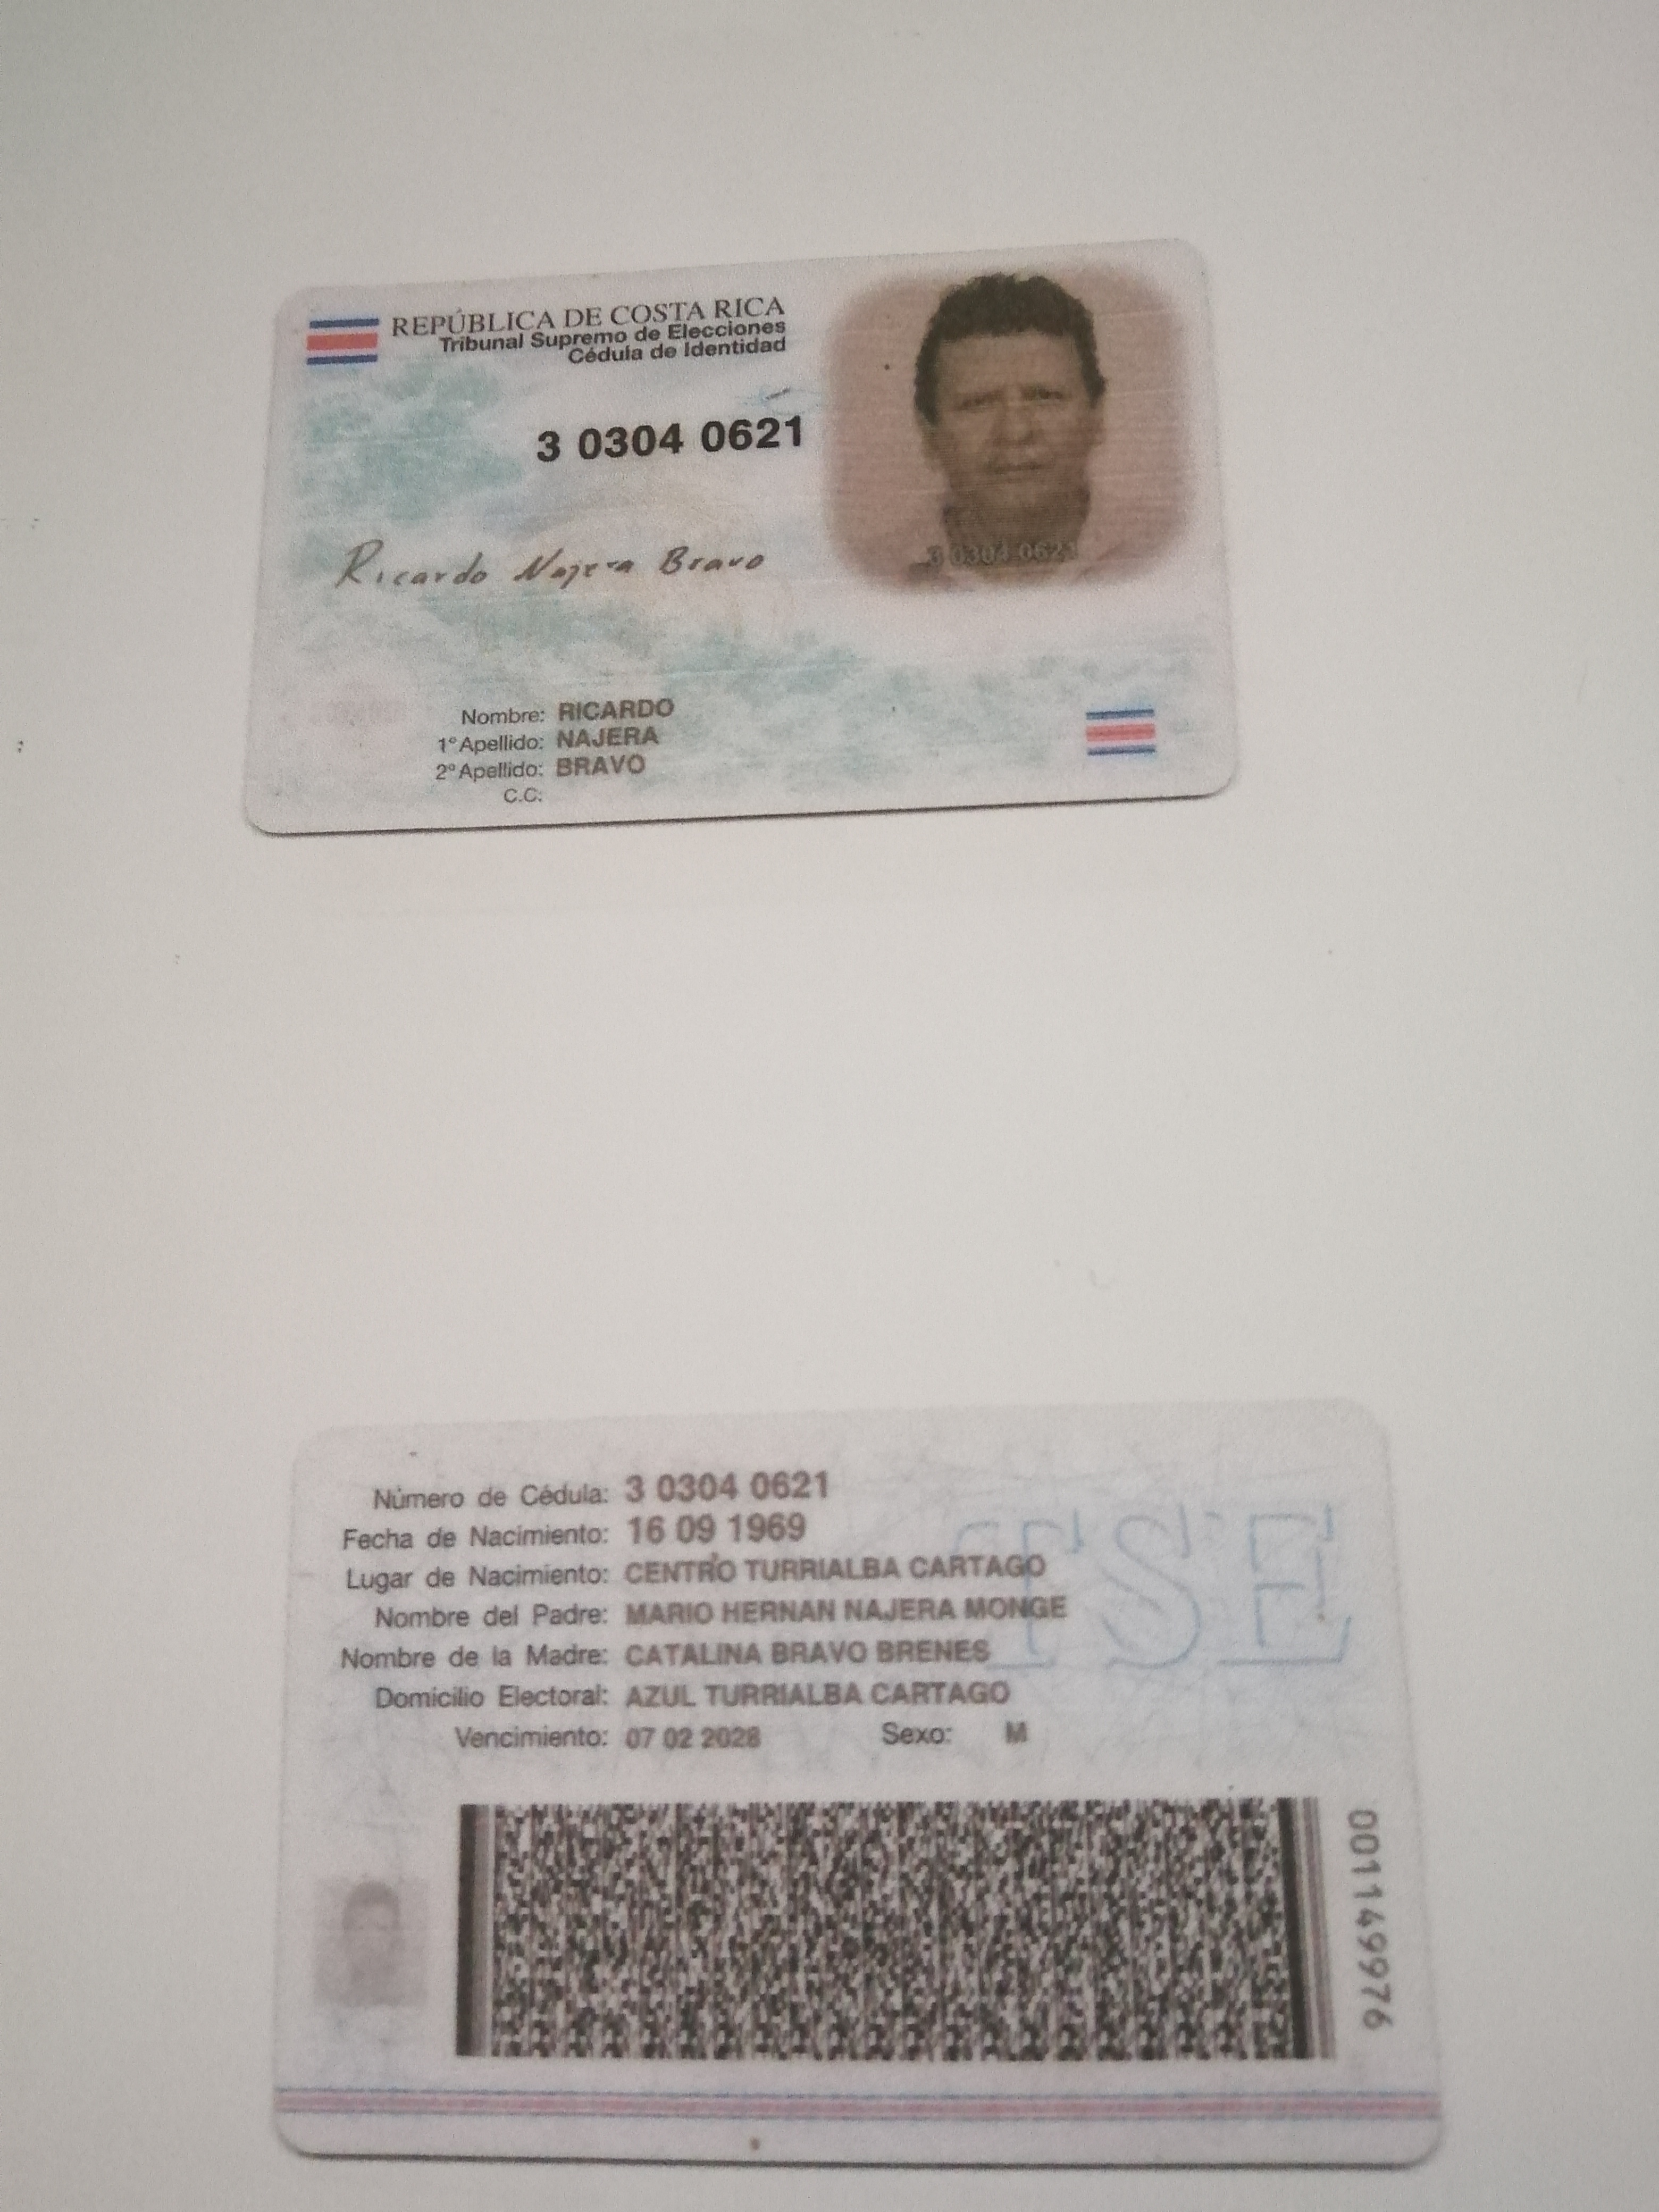 REPÚBLICA DE COSTA RICA
Tribunal Supremo de Elecciones
Cédula de Identidad
3 0304 0621
Ricardo Najera Bravo
3 0304 0621
Nombre: RICARDO
1º Apellido: NAJERA
2º Apellido: BRAVO
C.C:
Número de Cédula: 3 0304 0621
Fecha de Nacimiento: 16 09 1969
Lugar de Nacimiento: CENTRO TURRIALBA CARTAGO
Nombre del Padre: MARIO HERNAN NAJERA MONGE
Nombre de la Madre: CATALINA BRAVO BRENES
Domicilio Electoral: AZUL TURRIALBA CARTAGO
Vencimiento: 07 02 2028 Sexo: M
TSE
001149976